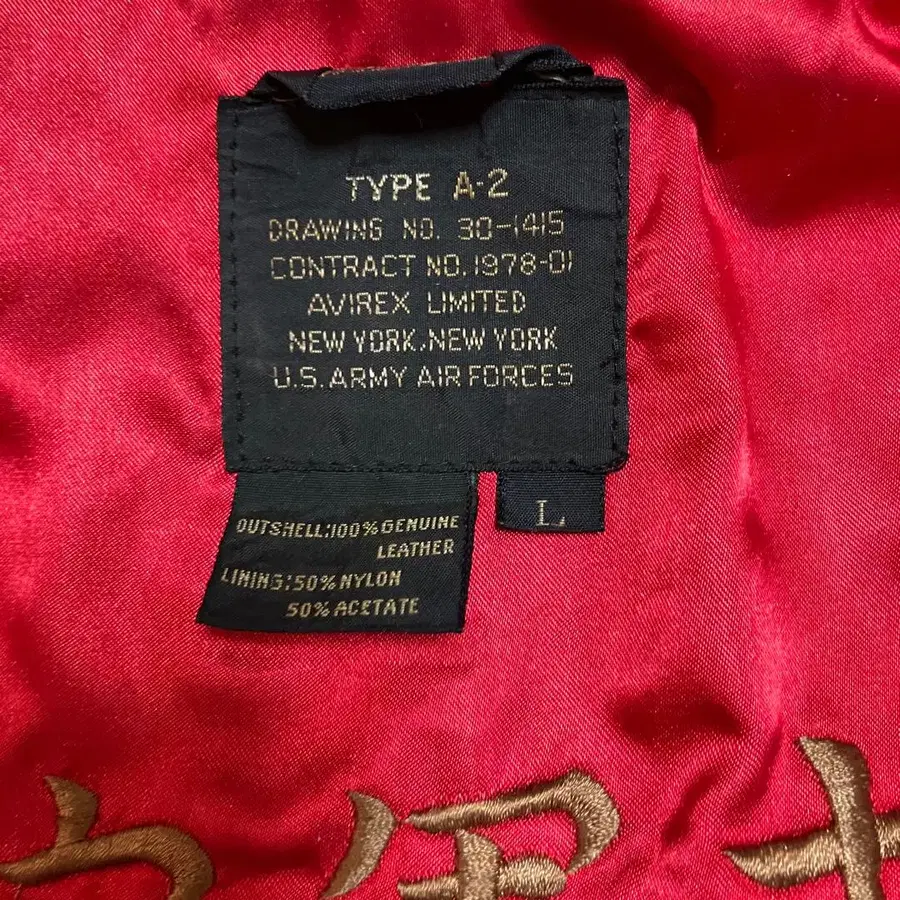 TYPE A-2
DRAWING NO. 30-1415
CONTRACT NO. 1978-01
AVIREX LIMITED
NEW YORK, NEW YORK
U.S. ARMY AIR FORCES
OUTSHELL:100% GENUINE
LEATHER
LINING:50% NYLON
50% ACETATE
L